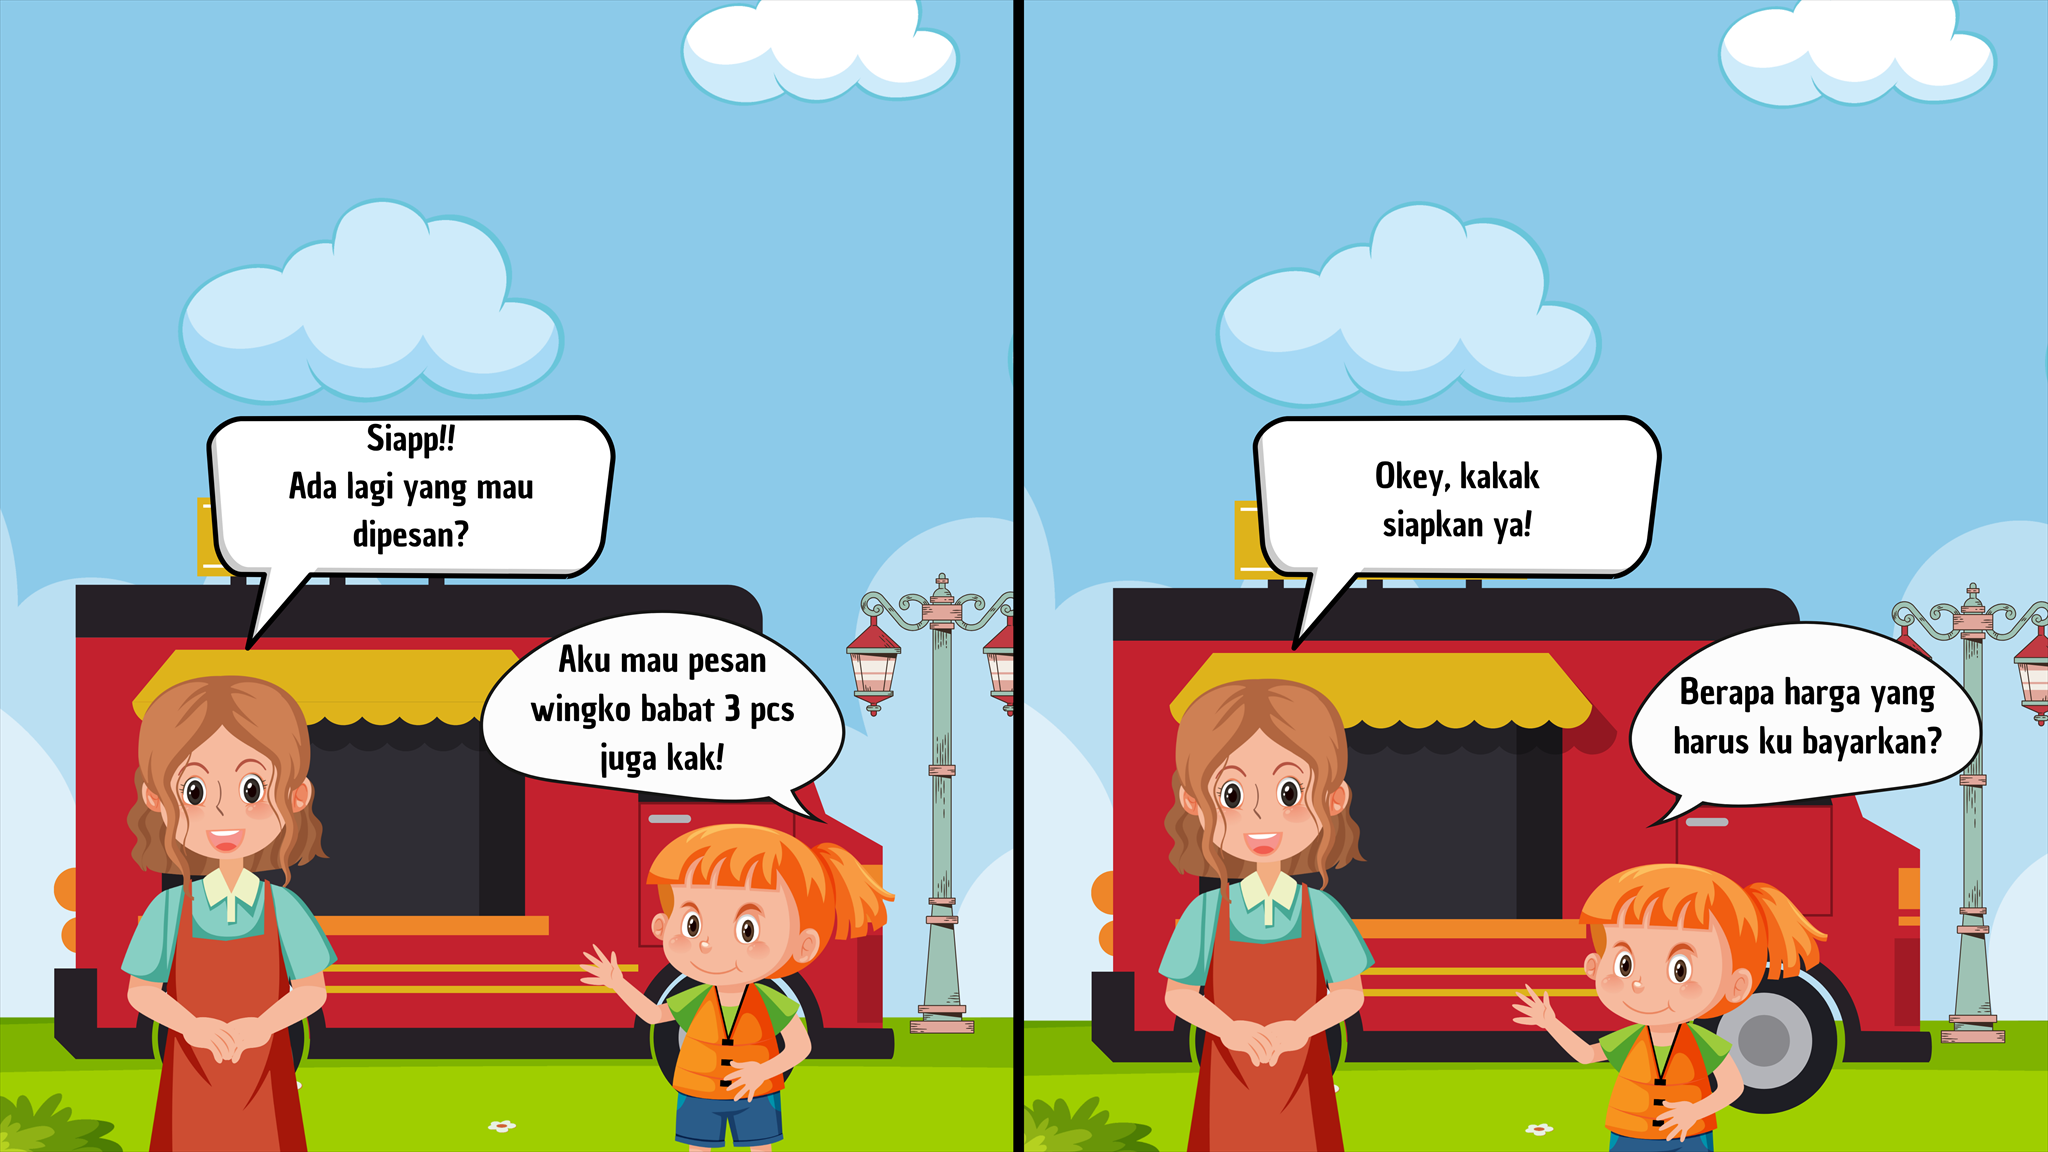 Siapp!!
Ada lagi yang mau
dipesan?
Aku mau pesan
wingko babat 3 pcs
juga kak!
Okey, kakak
siapkan ya!
Berapa harga yang
harus ku bayarkan?